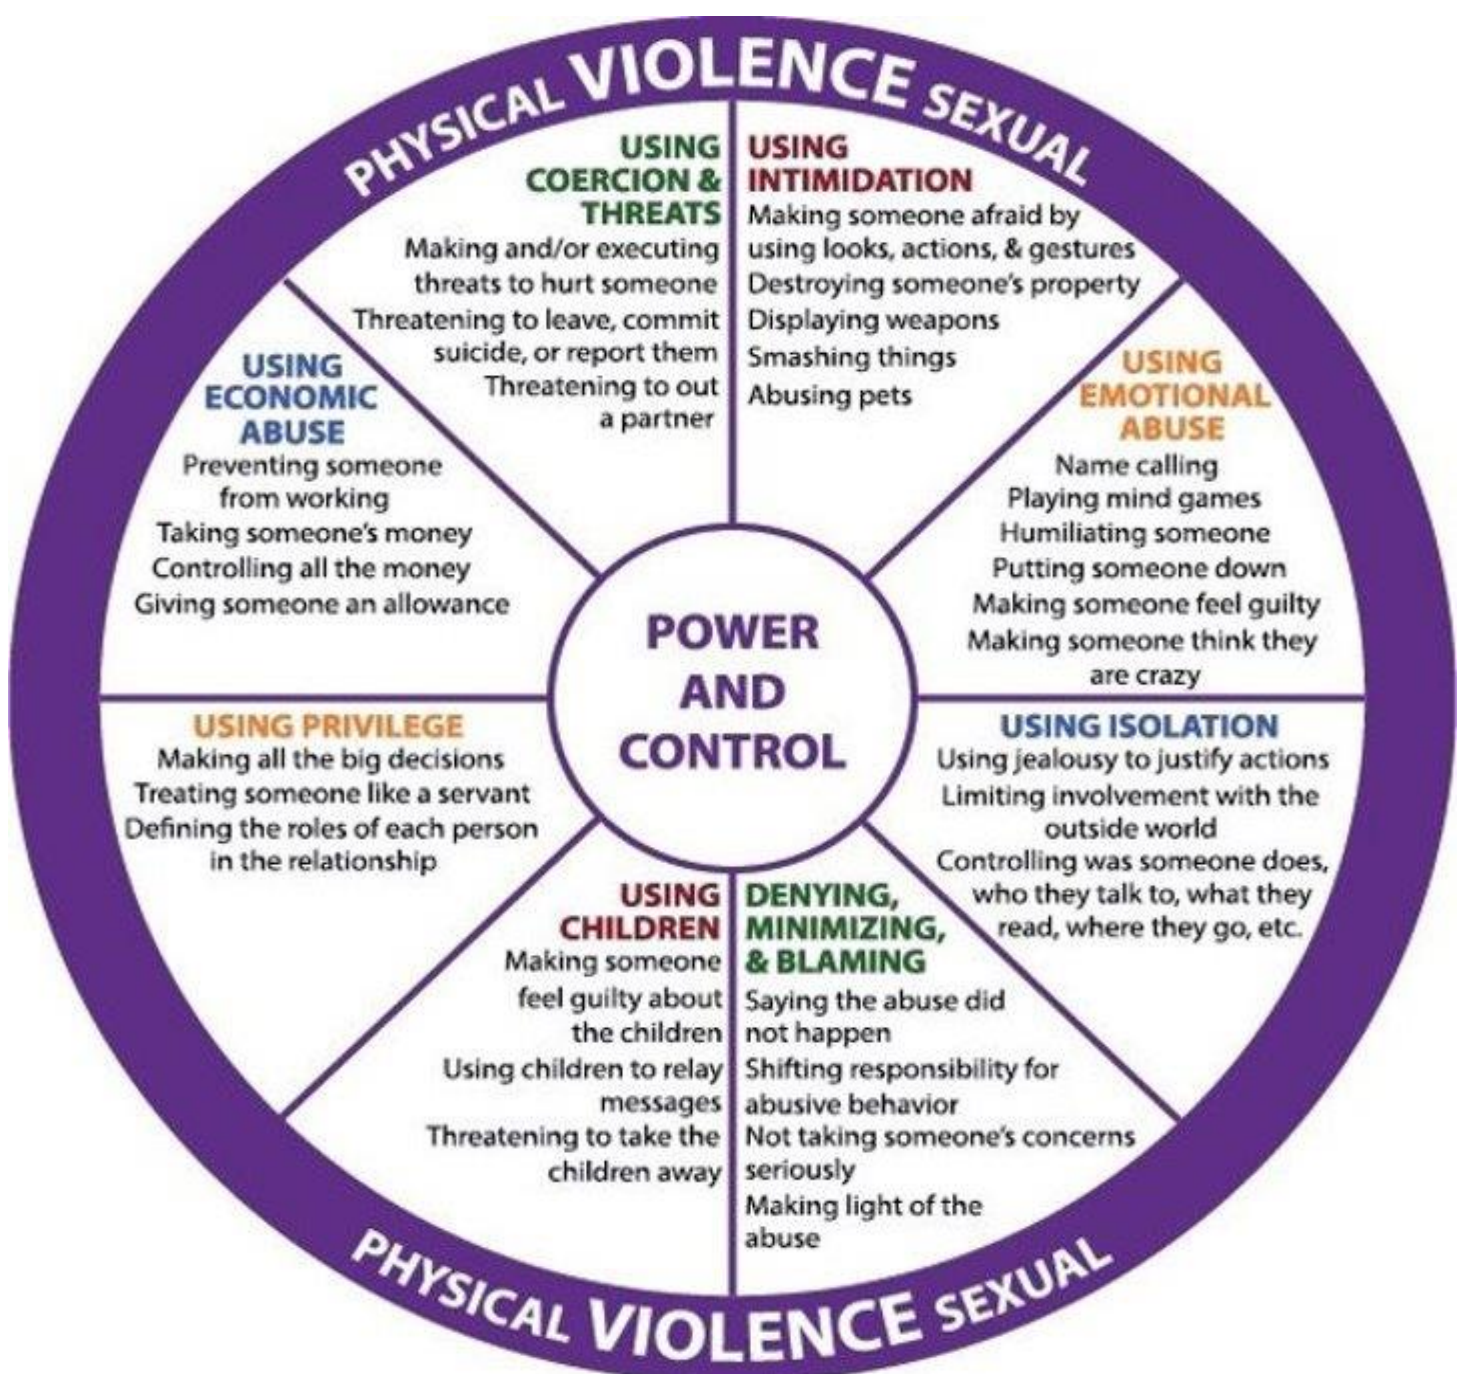 PHYSICAL VIOLENCE SEXUAL
USING
COERCION &
THREATS
Making and/or executing
threats to hurt someone
Threatening to leave, commit
suicide, or report them
Threatening to out
a partner
USING
INTIMIDATION
Making someone afraid by
using looks, actions, & gestures
Destroying someone's property
Displaying weapons
Smashing things
Abusing pets
USING
EMOTIONAL
ABUSE
Name calling
Playing mind games
Humiliating someone
Putting someone down
Making someone feel guilty
Making someone think they
are crazy
USING ISOLATION
Using jealousy to justify actions
Limiting involvement with the
outside world
Controlling was someone does,
who they talk to, what they
read, where they go, etc.
DENYING,
MINIMIZING,
& BLAMING
Saying the abuse did
not happen
Shifting responsibility for
abusive behavior
Not taking someone's concerns
seriously
Making light of the
abuse
USING
CHILDREN
Making someone
feel guilty about
the children
Using children to relay
messages
Threatening to take the
children away
USING PRIVILEGE
Making all the big decisions
Treating someone like a servant
Defining the roles of each person
in the relationship
USING
ECONOMIC
ABUSE
Preventing someone
from working
Taking someone's money
Controlling all the money
Giving someone an allowance
POWER
AND
CONTROL
PHYSICAL VIOLENCE SEXUAL